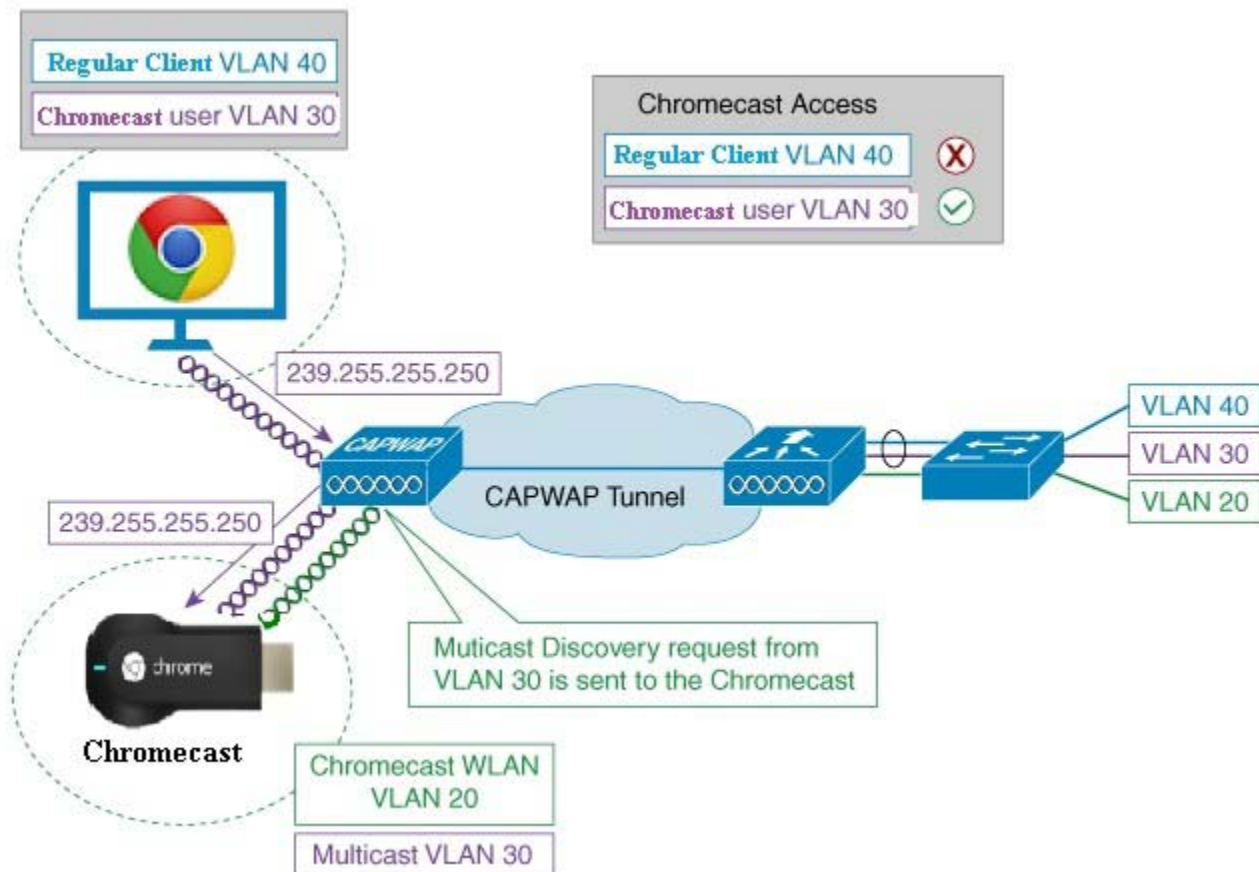 Regular Client VLAN 40
Chromecast user VLAN 30
Chromecast Access
Regular Client VLAN 40
X
Chromecast user VLAN 30
239.255.255.250
CAPWAP
CAPWAP Tunnel
VLAN 40
VLAN 30
VLAN 20
239.255.255.250
chrome
Chromecast
Muticast Discovery request from
VLAN 30 is sent to the Chromecast
Chromecast WLAN
VLAN 20
Multicast VLAN 30